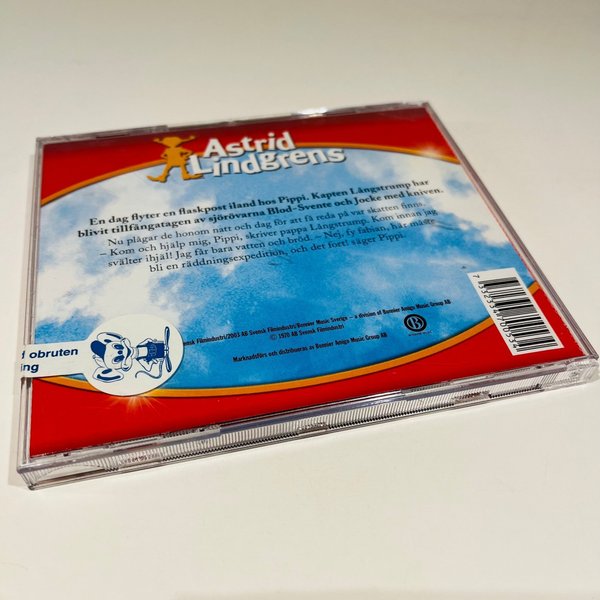 Astrid
Lindgrens
En dag flyter en flaskpost iland hos Pippi. Kapten Långstrump har
blivit tillfångatagen av sjörövarna Blod-Svente och Jocke med kniven.
Nu plågar de honom natt och dag för att få reda på var skatten finns.
– Kom och hjälp mig, Pippi, skriver pappa Långstrump. Kom innan jag
svälter ihjäl! Jag får bara vatten och bröd. – Nej, fy fabian, här måste
bli en räddningsexpedition, och det fort! säger Pippi.
Svensk Filmindustri/2003 AB Svensk Filmindustri/Bonnier Music Sverige – a division of Bonnier Amigo Music Group AB
© 1970 AB Svensk Filmindustri
Marknadsförs och distribueras av Bonnier Amigo Music Group AB
B
obruten